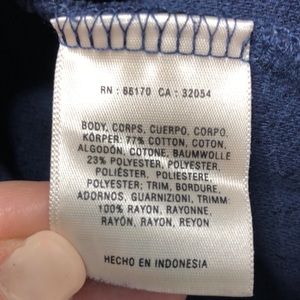 RN : 66170 CA : 32054
BODY, CORPS, CUERPO, CORPO,
KÖRPER: 77% COTTON, COTON,
ALGODÓN, COTONE, BAUMWOLLE
23% POLYESTER, POLYESTER,
POLIÉSTER, POLIESTERE,
POLYESTER; TRIM, BORDURE,
ADORNOS, GUARNIZIONI, TRIMM:
100% RAYON, RAYONNE,
RAYÓN, RAYON, REYON
HECHO EN INDONESIA